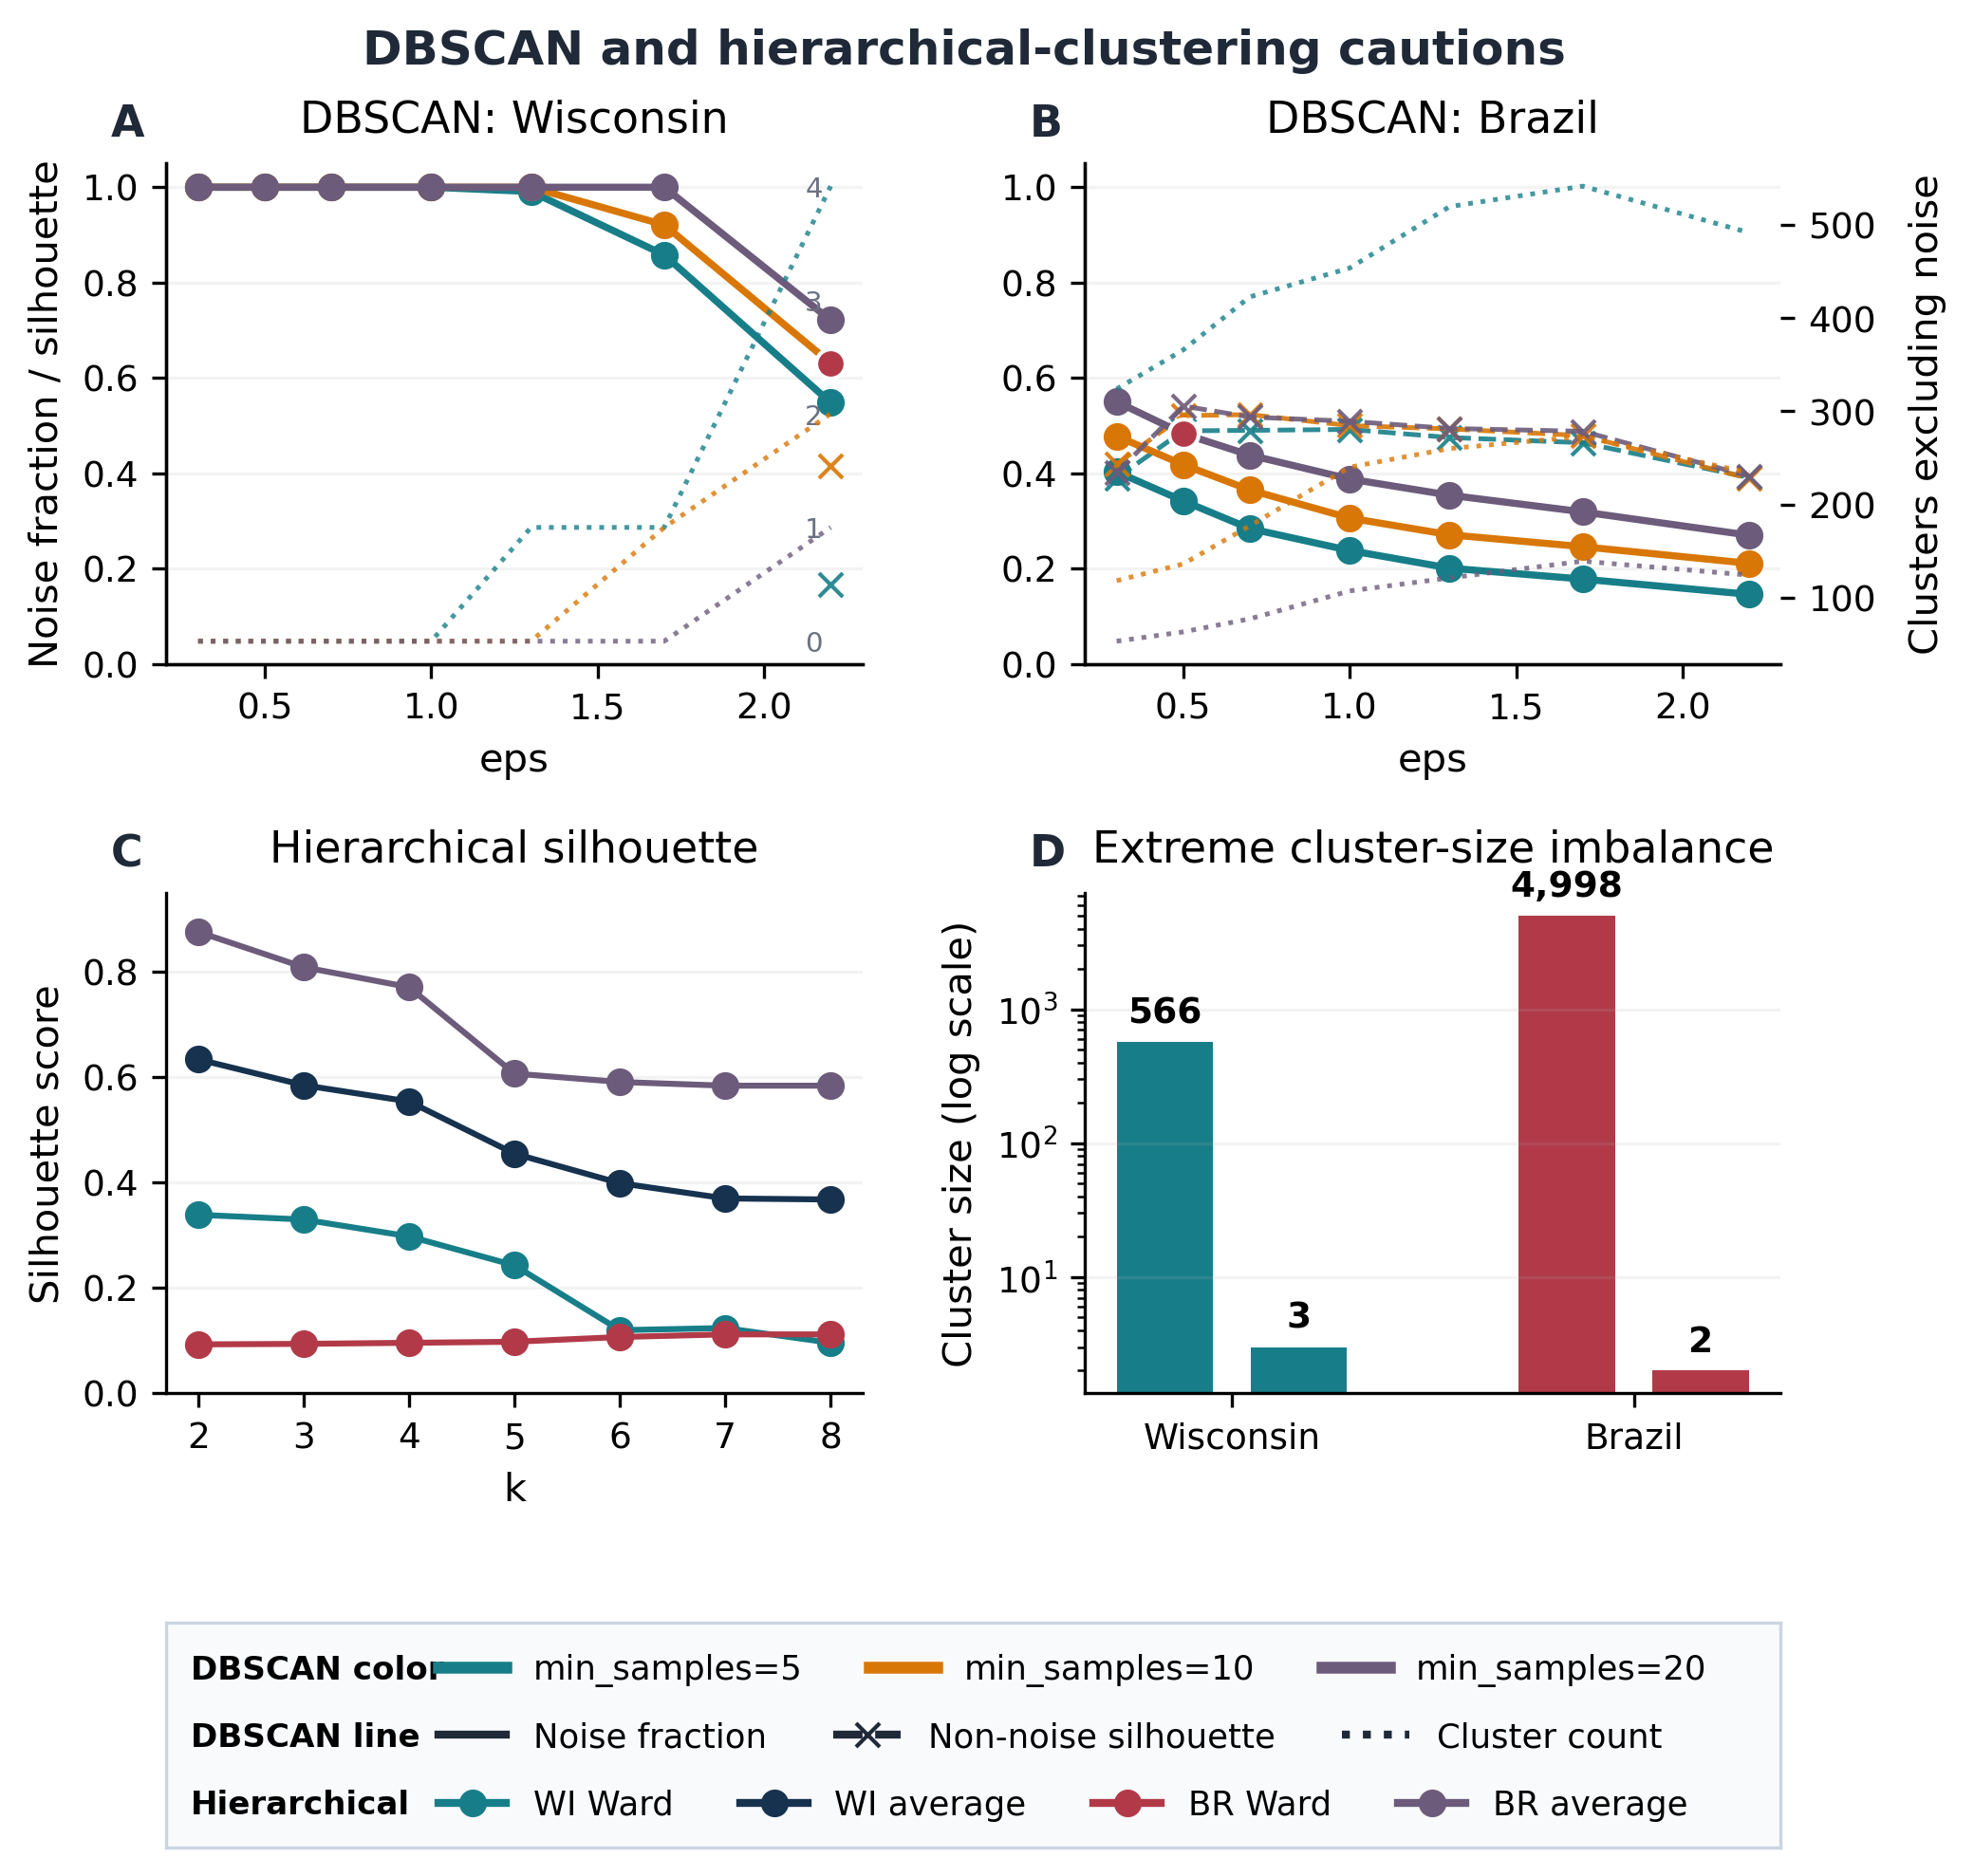 DBSCAN and hierarchical-clustering cautions
A
DBSCAN: Wisconsin
Noise fraction / silhouette
1.0
0.8
0.6
0.4
0.2
0.0
4
3
2
1
0
0.5 1.0 1.5 2.0
eps
B
DBSCAN: Brazil
1.0
0.8
0.6
0.4
0.2
0.0
500
400
300
200
100
Clusters excluding noise
0.5 1.0 1.5 2.0
eps
C
Hierarchical silhouette
Silhouette score
0.8
0.6
0.4
0.2
0.0
2 3 4 5 6 7 8
k
D
Extreme cluster-size imbalance
Cluster size (log scale)
10³
10²
10¹
566
3
4,998
2
Wisconsin Brazil
DBSCAN color min_samples=5 min_samples=10 min_samples=20
DBSCAN line Noise fraction Non-noise silhouette Cluster count
Hierarchical WI Ward WI average BR Ward BR average